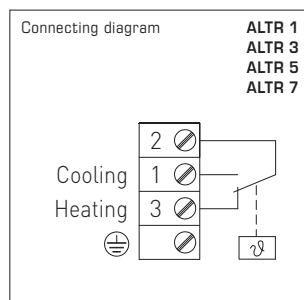 Connecting diagram
ALTR 1
ALTR 3
ALTR 5
ALTR 7
2
Cooling 1
Heating 3
ϑ